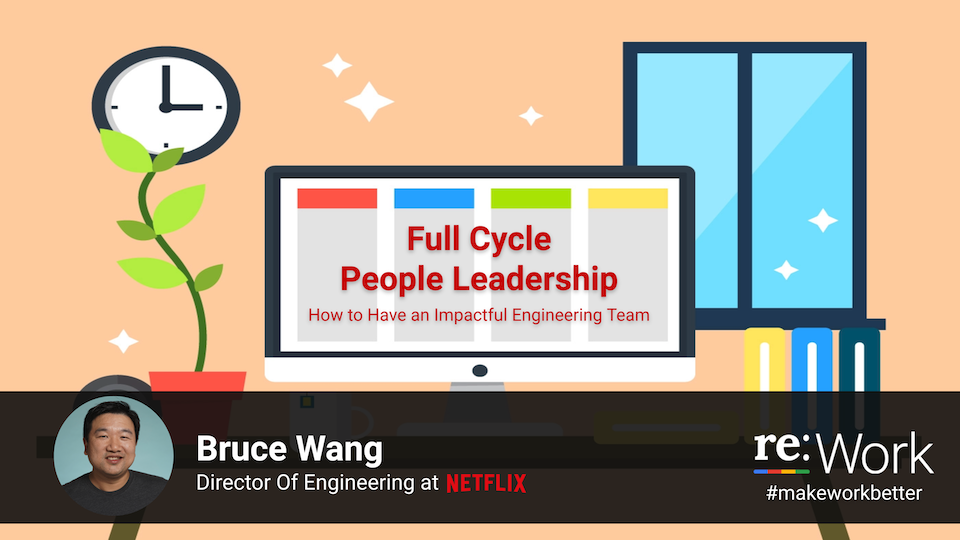 Full Cycle
People Leadership
How to Have an Impactful Engineering Team
Bruce Wang
Director Of Engineering at NETFLIX
re:Work
#makeworkbetter